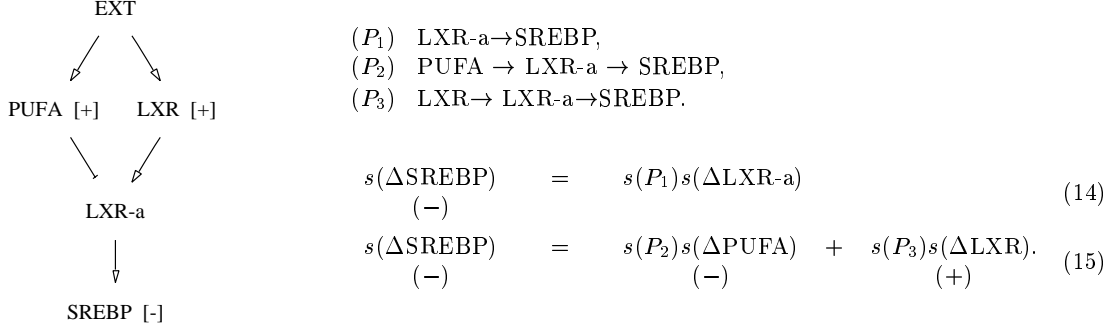 EXT
PUFA [+] LXR [+]
LXR-a
SREBP [-]
(P₁) LXR-a→SREBP,
(P₂) PUFA → LXR-a → SREBP,
(P₃) LXR→ LXR-a→SREBP.
s(ΔSREBP) = s(P₁)s(ΔLXR-a) (14)
(−)
s(ΔSREBP) = s(P₂)s(ΔPUFA) + s(P₃)s(ΔLXR). (15)
(−) (−) (+)